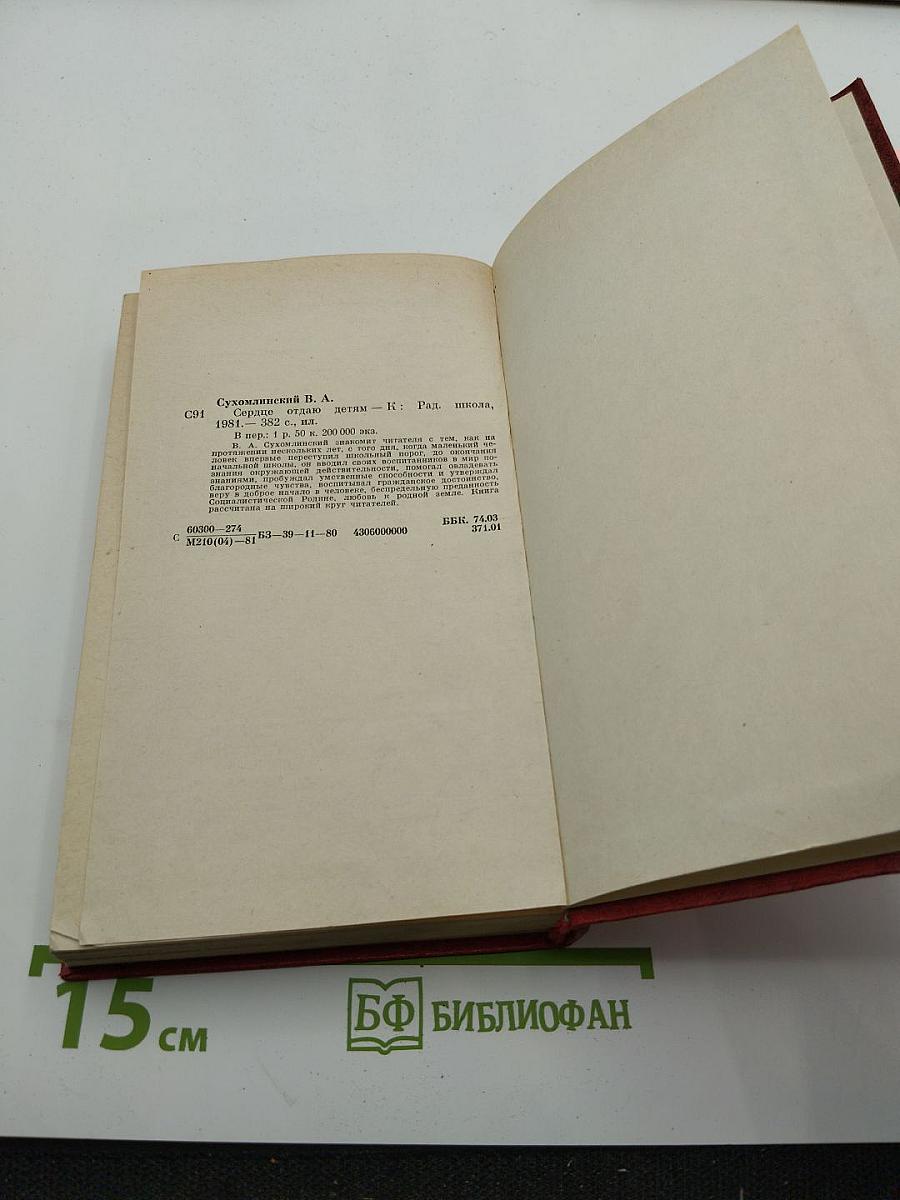 Сухомлинский В. А.
С91 Сердце отдаю детям — К : Рад. школа,
1981.— 382 с., ил.
В пер.: 1 р. 50 к. 200 000 экз.
В. А. Сухомлинский знакомит читателя с тем, как на
протяжении нескольких лет, с того дня, когда маленький че-
ловек впервые переступил школьный порог, до окончания
начальной школы, он вводил своих воспитанников в мир по-
знания окружающей действительности, помогал овладевать
знаниями, пробуждал умственные способности и утверждал
благородные чувства, воспитывал гражданское достоинство,
веру в доброе начало в человеке, беспредельную преданность
Социалистической Родине, любовь к родной земле. Книга
рассчитана на широкий круг читателей.
С 60300—274
М210(04)—81 БЗ—39—11—80 4306000000
ББК. 74.03
371.01
15 см
БФ БИБЛИОФАН